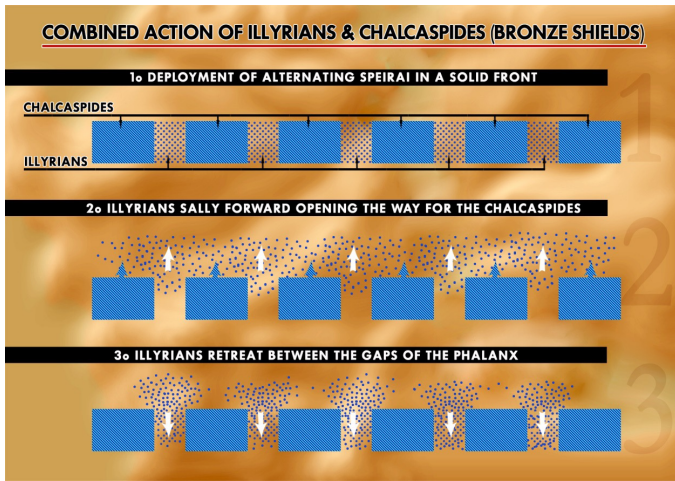 COMBINED ACTION OF ILLYRIANS & CHALCASPIDES (BRONZE SHIELDS)
1o DEPLOYMENT OF ALTERNATING SPEIRAI IN A SOLID FRONT
CHALCASPIDES
1
ILLYRIANS
2o ILLYRIANS SALLY FORWARD OPENING THE WAY FOR THE CHALCASPIDES
2
3o ILLYRIANS RETREAT BETWEEN THE GAPS OF THE PHALANX
3